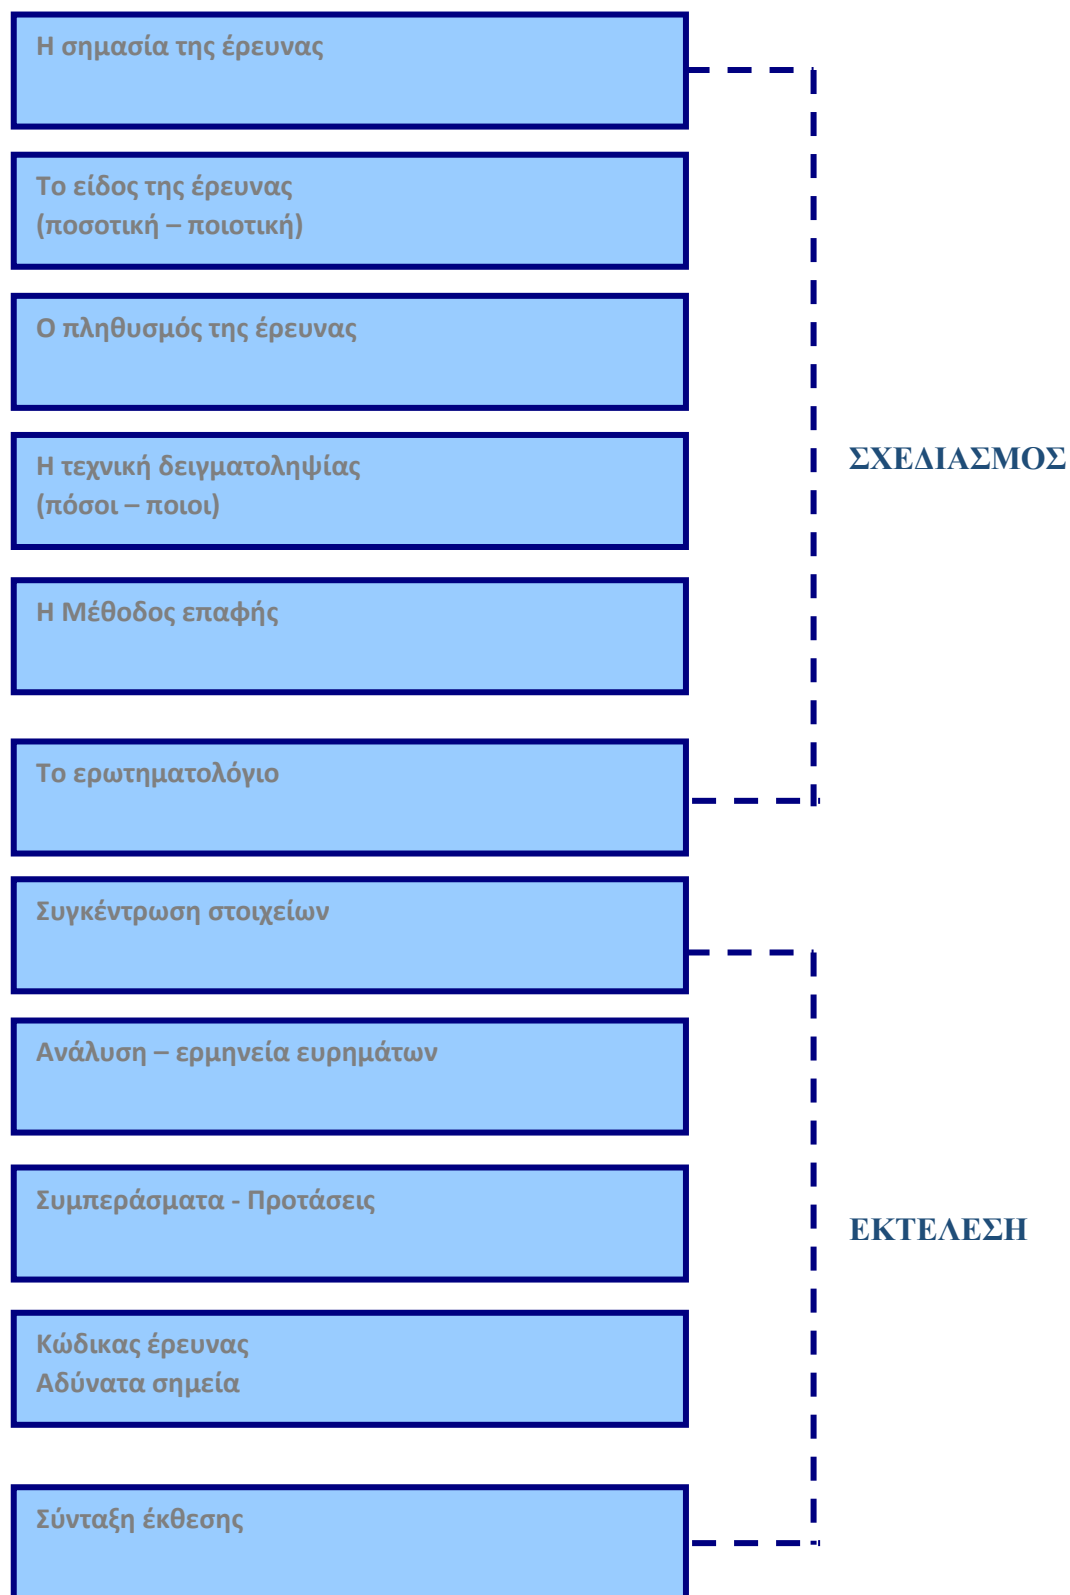 Η σημασία της έρευνας
Το είδος της έρευνας
(ποσοτική – ποιοτική)
Ο πληθυσμός της έρευνας
Η τεχνική δειγματοληψίας
(πόσοι – ποιοι)
ΣΧΕΔΙΑΣΜΟΣ
Η Μέθοδος επαφής
Το ερωτηματολόγιο
Συγκέντρωση στοιχείων
Ανάλυση – ερμηνεία ευρημάτων
Συμπεράσματα - Προτάσεις
ΕΚΤΕΛΕΣΗ
Κώδικας έρευνας
Αδύνατα σημεία
Σύνταξη έκθεσης